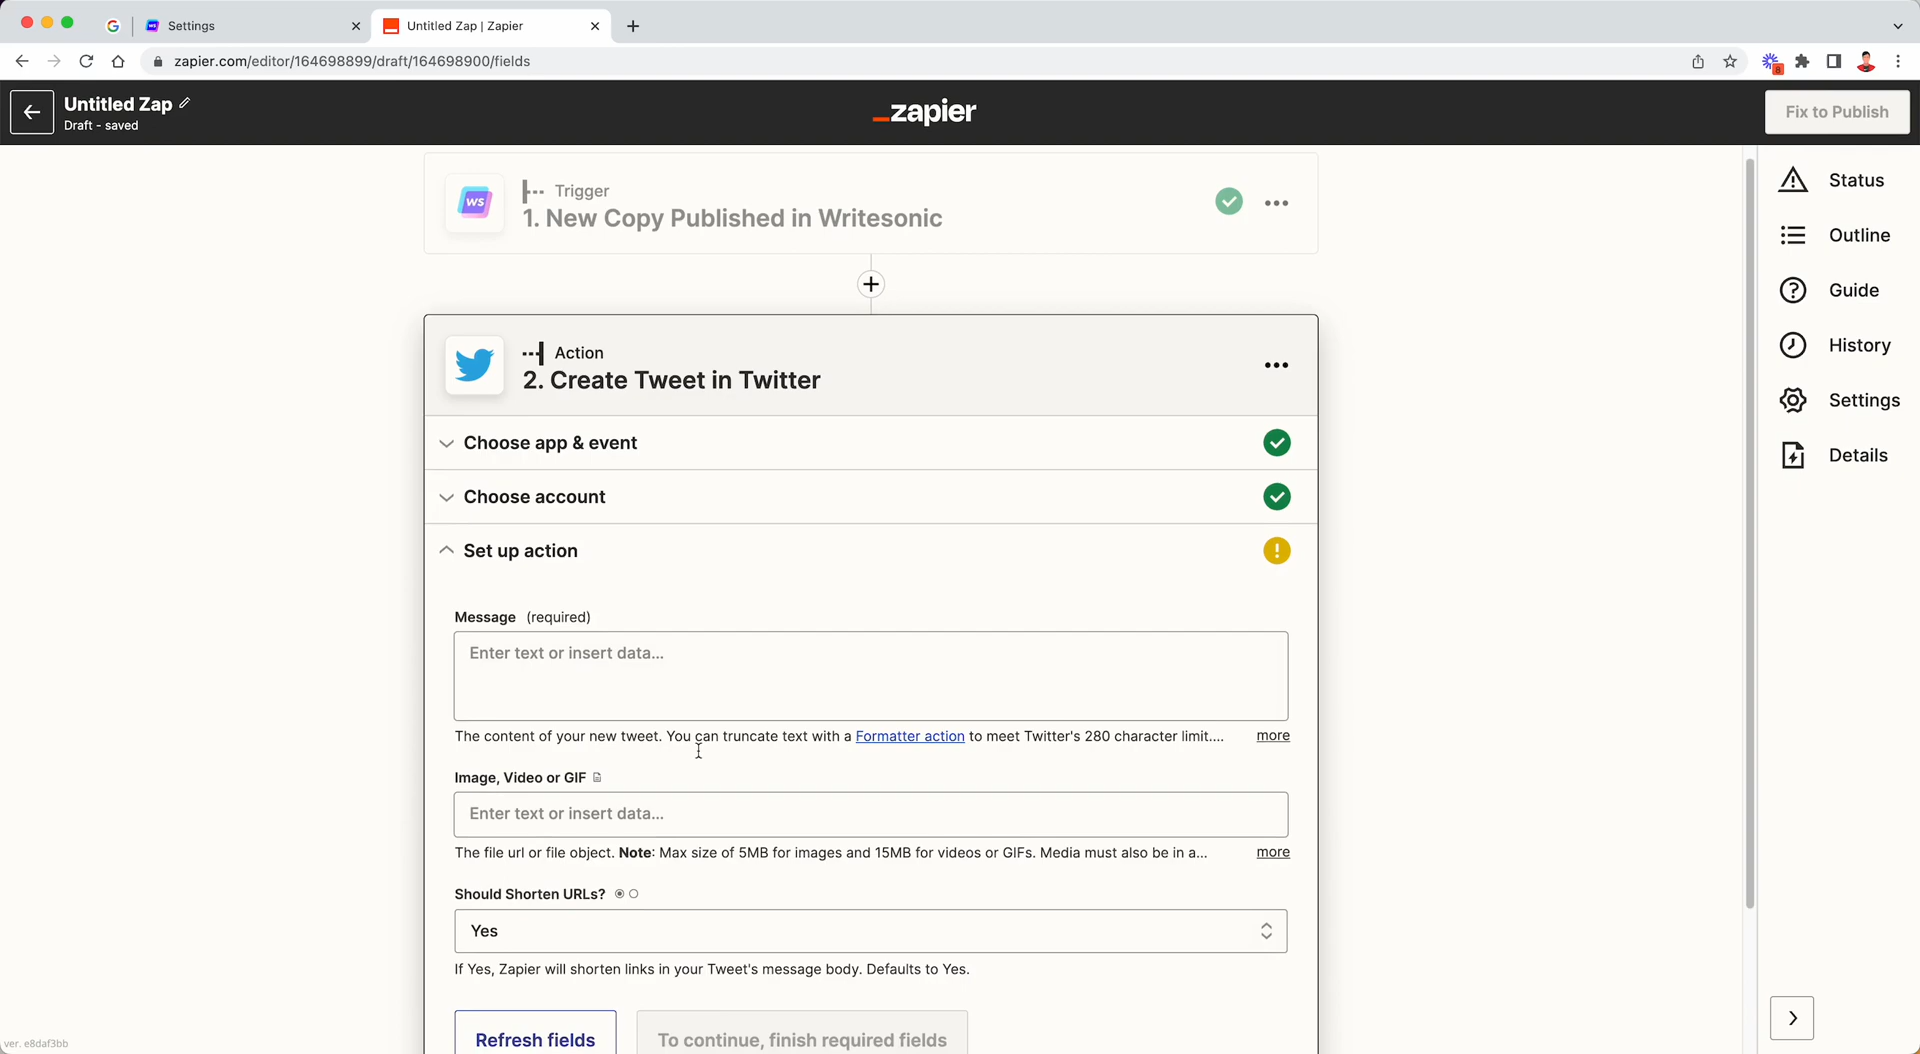 Settings
Untitled Zap | Zapier
zapier.com/editor/164698899/draft/164698900/fields
8
Untitled Zap
Draft - saved
_zapier
Fix to Publish
ws
Trigger
1. New Copy Published in Writesonic
Status
Outline
Guide
History
Settings
Details
Action
2. Create Tweet in Twitter
Choose app & event
Choose account
Set up action
Message (required)
Enter text or insert data...
The content of your new tweet. You can truncate text with a Formatter action to meet Twitter's 280 character limit.... more
Image, Video or GIF
Enter text or insert data...
The file url or file object. Note: Max size of 5MB for images and 15MB for videos or GIFs. Media must also be in a... more
Should Shorten URLs?
Yes
If Yes, Zapier will shorten links in your Tweet's message body. Defaults to Yes.
Refresh fields
To continue, finish required fields
ver. e8daf3bb